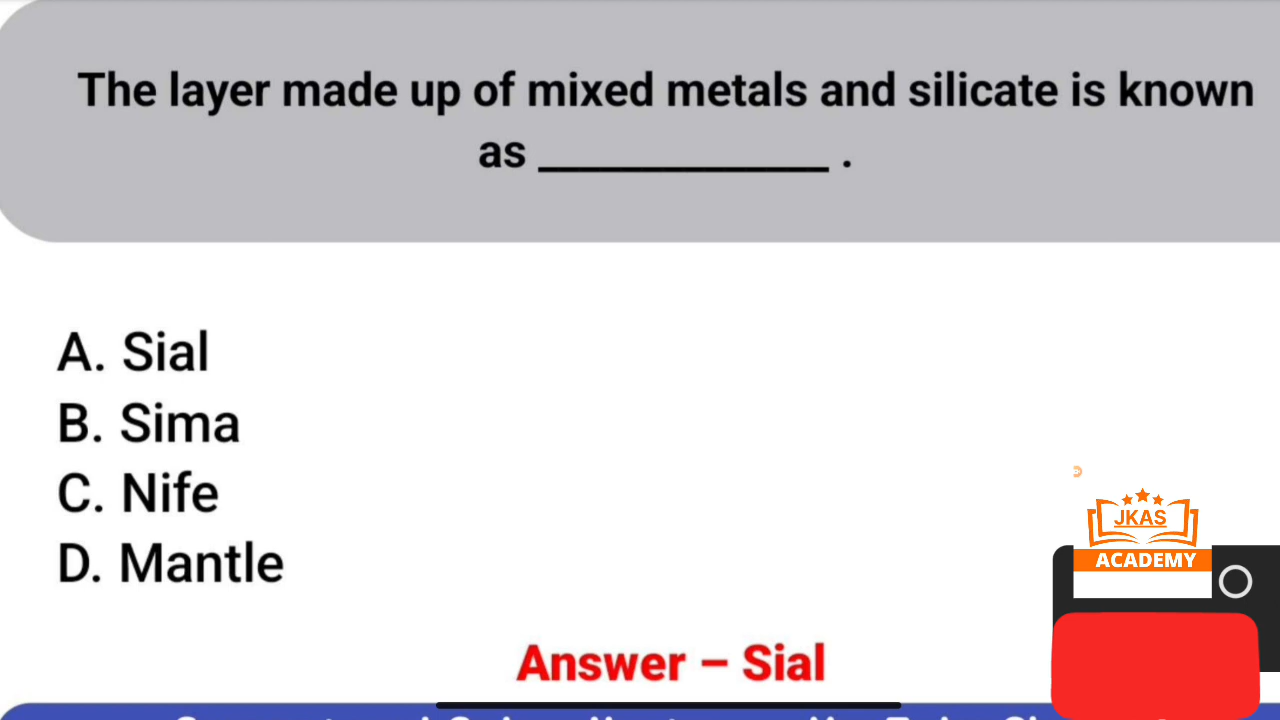 The layer made up of mixed metals and silicate is known
as ______________ .
A. Sial
B. Sima
C. Nife
D. Mantle
JKAS
ACADEMY
Answer – Sial